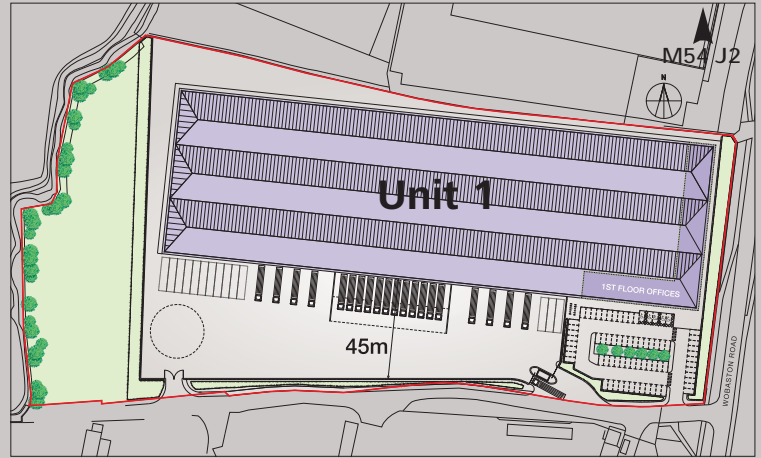 M54 J2
N
Unit 1
1ST FLOOR OFFICES
45m
WOBASTON ROAD